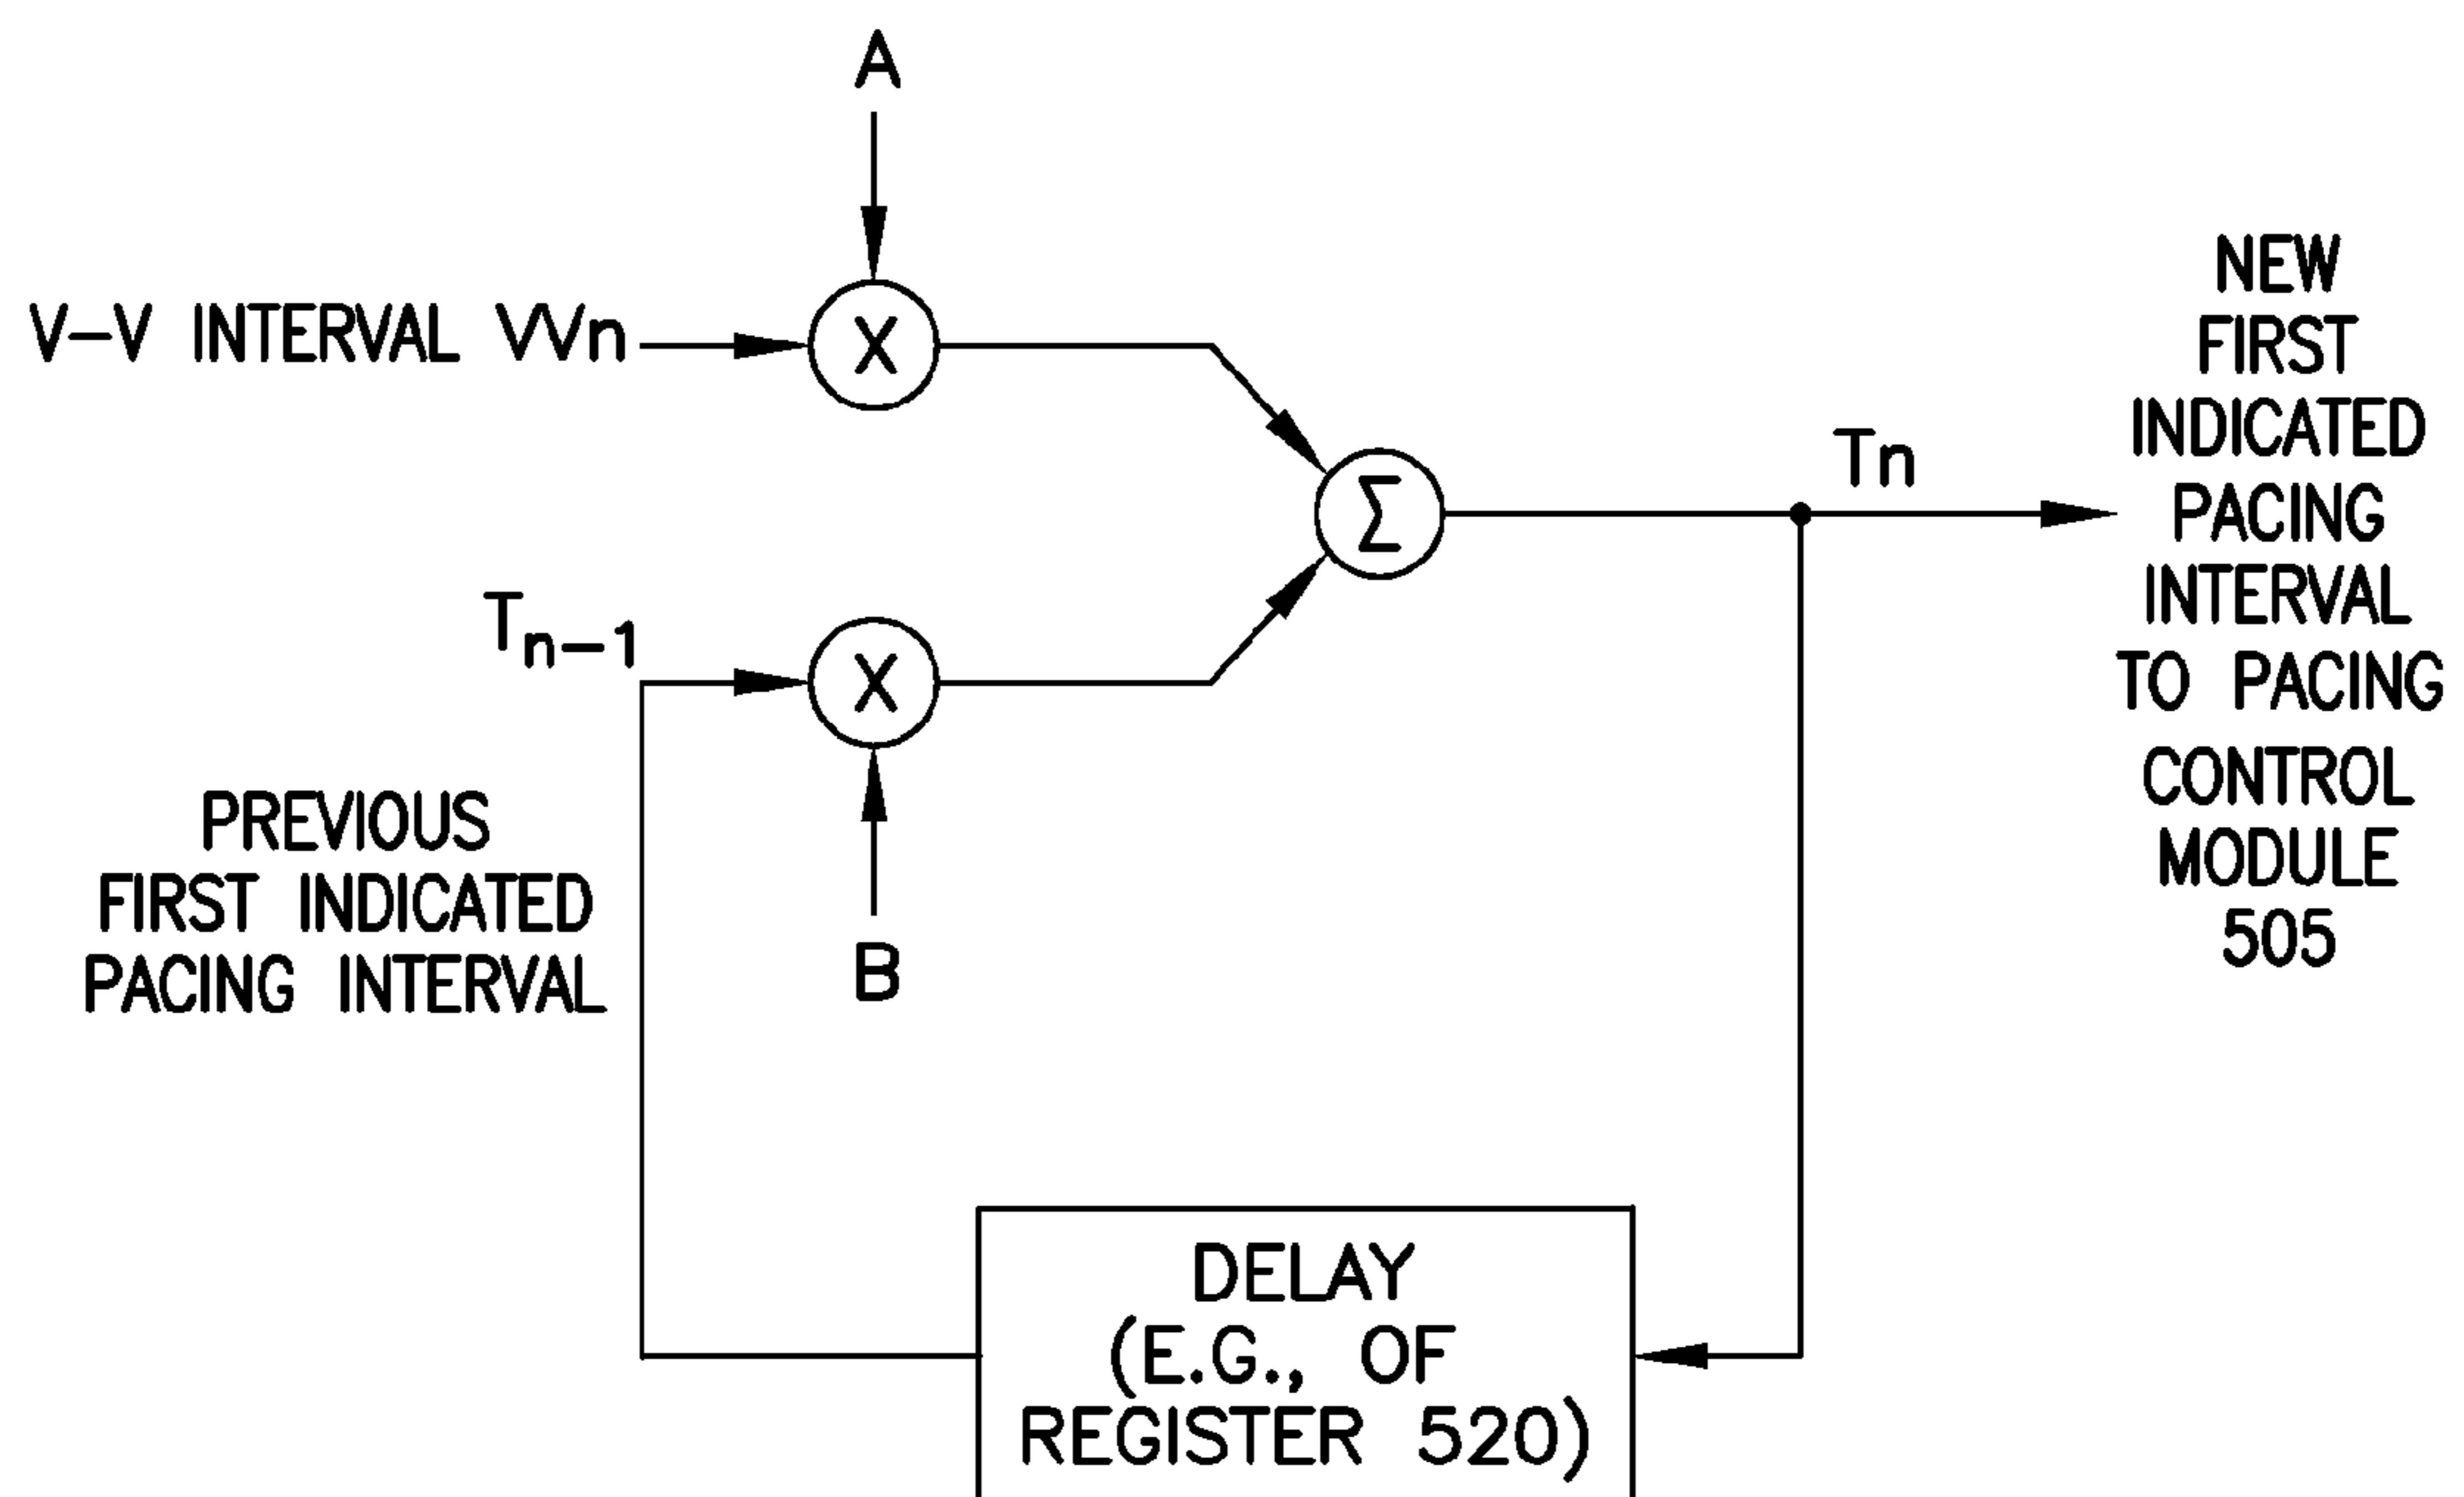 A
V–V INTERVAL VVn
X
Σ
Tn
NEW
FIRST
INDICATED
PACING
INTERVAL
TO PACING
CONTROL
MODULE
505
Tn–1
X
B
PREVIOUS
FIRST INDICATED
PACING INTERVAL
DELAY
(E.G., OF
REGISTER 520)